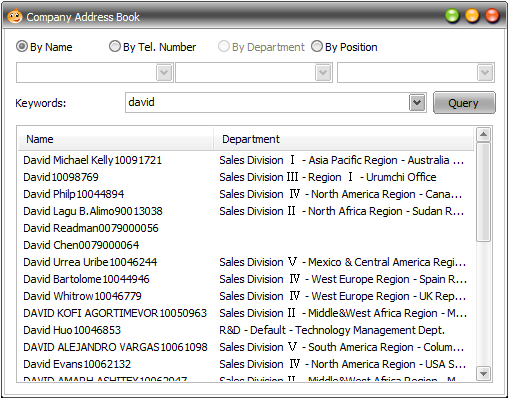 Company Address Book
By Name By Tel. Number By Department By Position
Keywords: david Query
Name Department
David Michael Kelly10091721 Sales Division Ⅰ - Asia Pacific Region - Australia ...
David10098769 Sales Division Ⅲ - Region Ⅰ - Urumchi Office
David Philp10044894 Sales Division Ⅳ - North America Region - Cana...
David Lagu B.Alimo90013038 Sales Division Ⅱ - North Africa Region - Sudan R...
David Readman0079000056
David Chen0079000064
David Urrea Uribe10046244 Sales Division Ⅴ - Mexico & Central America Regi...
David Bartolome10044946 Sales Division Ⅳ - West Europe Region - Spain R...
David Whitrow10046779 Sales Division Ⅳ - West Europe Region - UK Rep...
DAVID KOFI AGORTIMEVOR10050963 Sales Division Ⅱ - Middle&West Africa Region - M...
David Huo10046853 R&D - Default - Technology Management Dept.
DAVID ALEJANDRO VARGAS10061098 Sales Division Ⅴ - South America Region - Colum...
David Evans10062132 Sales Division Ⅳ - North America Region - USA S...
DAVID AMARH ASHITEY10062947 Sales Division Ⅱ - Middle&West Africa Region - M...